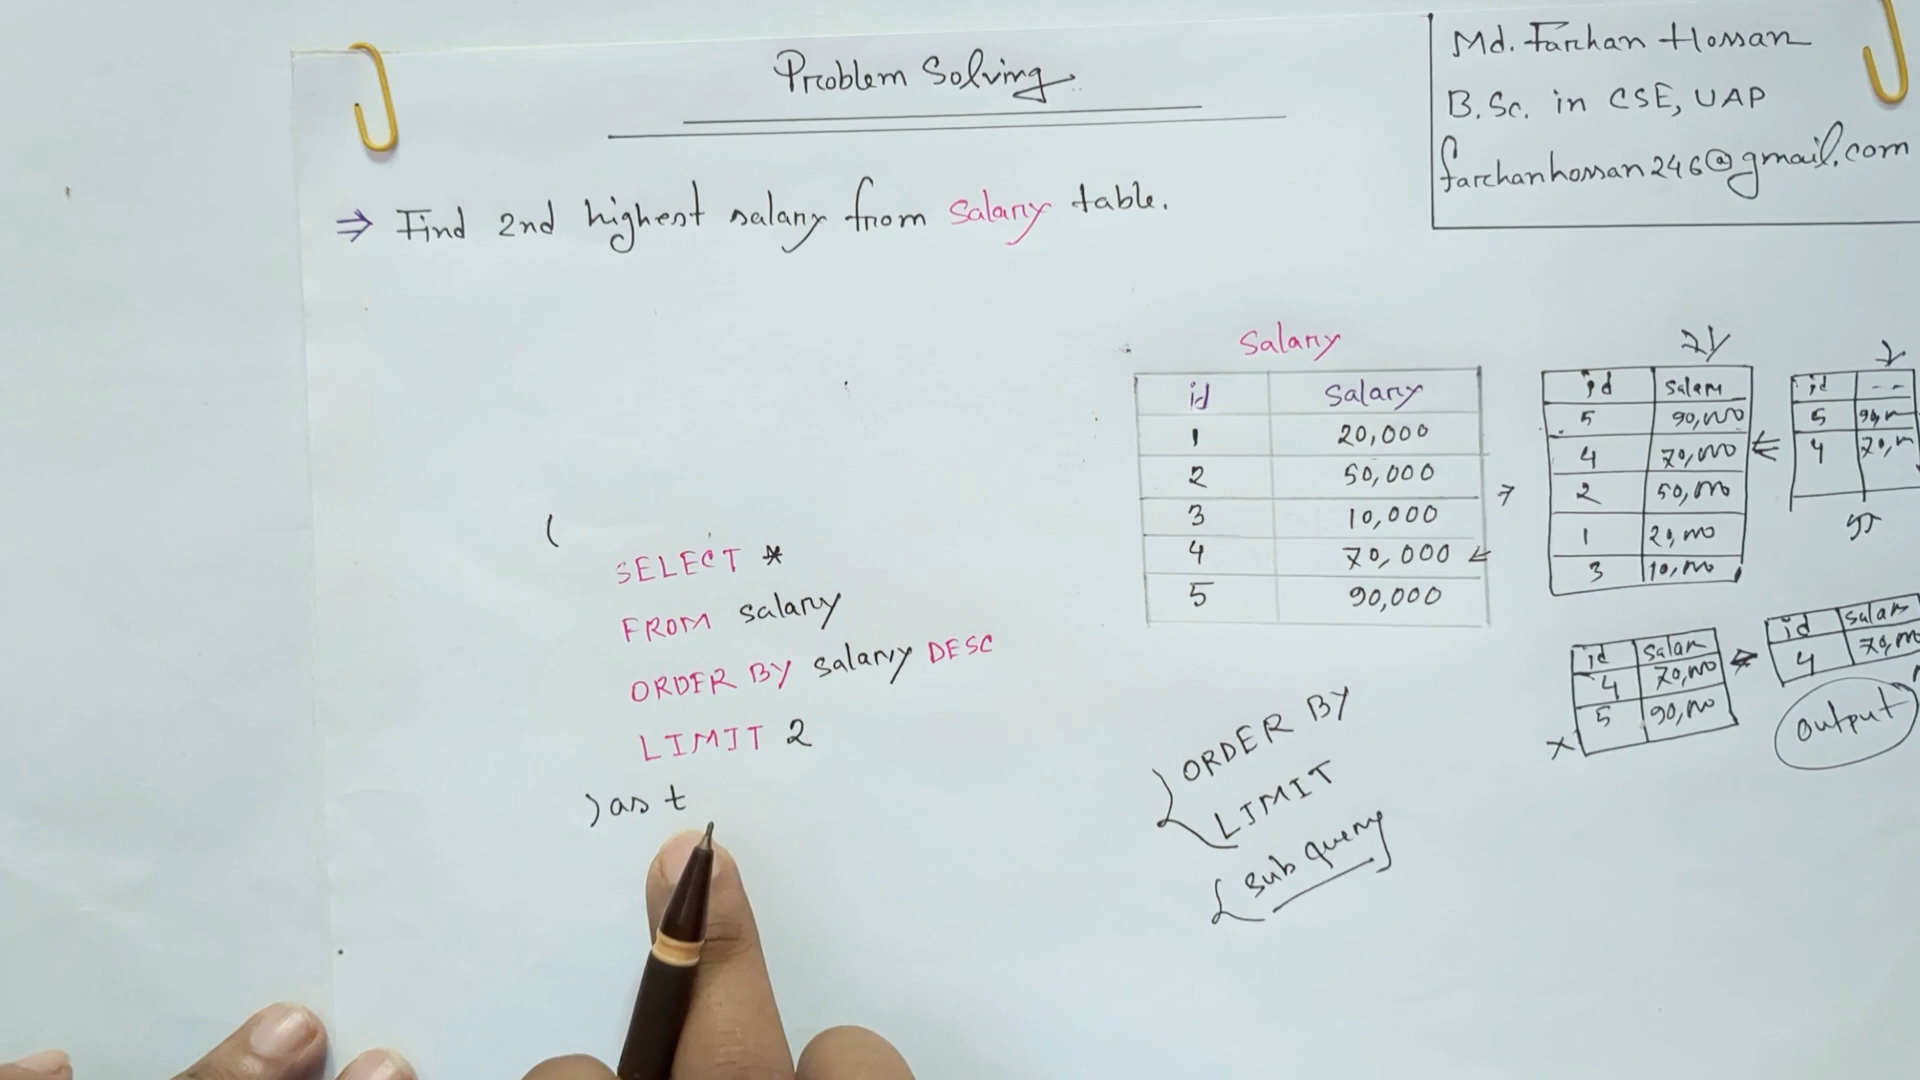 Problem Solving
Md. Farhan Hossan
B.Sc. in CSE, UAP
farhanhossan246@gmail.com
⇒ Find 2nd highest salary from Salary table.
(
SELECT *
FROM salary
ORDER BY salary DESC
LIMIT 2
) as t
Salary
id Salary
1 20,000
2 50,000
3 10,000
4 70,000
5 90,000
id Salary
5 90,000
4 70,000
2 50,000
1 20,000
3 10,000
id --
5
4
id Salary
4 70,000
5 90,000
id Salary
4 70,000
output
ORDER BY
LIMIT
Sub query